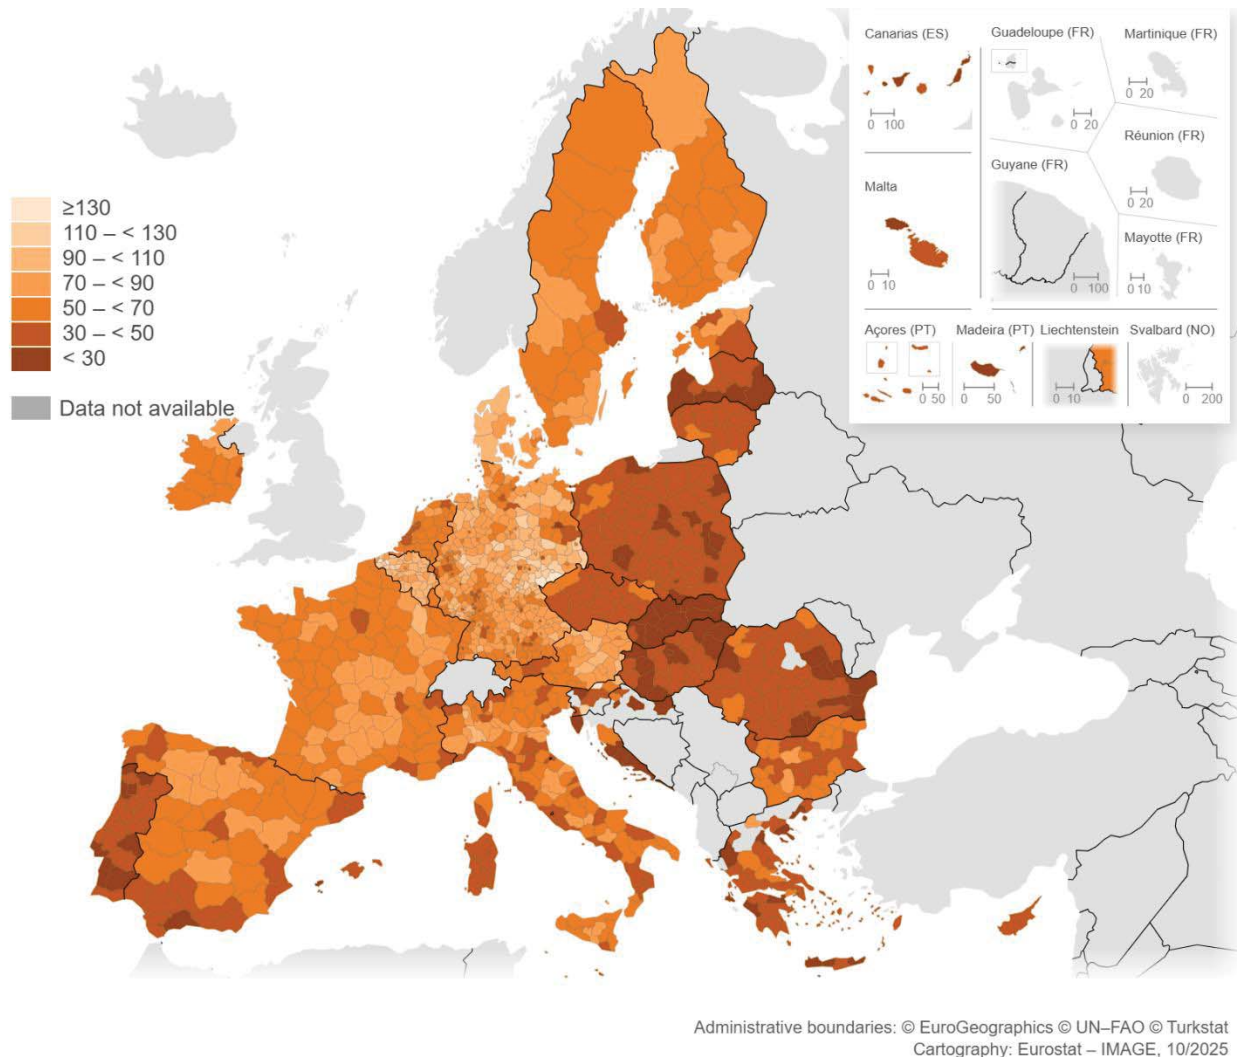 Canarias (ES)
0 100
Guadeloupe (FR)
0 20
Martinique (FR)
0 20
Réunion (FR)
0 20
Guyane (FR)
0 100
Mayotte (FR)
0 10
Malta
0 10
Açores (PT)
0 50
Madeira (PT)
0 50
Liechtenstein
0 10
Svalbard (NO)
0 200
≥130
110 – < 130
90 – < 110
70 – < 90
50 – < 70
30 – < 50
< 30
Data not available
Administrative boundaries: © EuroGeographics © UN–FAO © Turkstat
Cartography: Eurostat – IMAGE, 10/2025